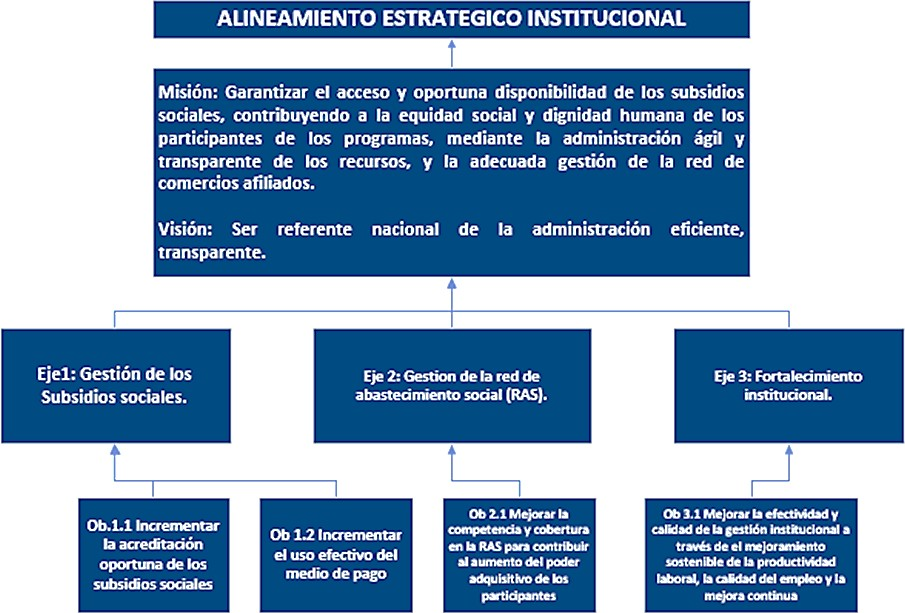 ALINEAMIENTO ESTRATEGICO INSTITUCIONAL
Misión: Garantizar el acceso y oportuna disponibilidad de los subsidios
sociales, contribuyendo a la equidad social y dignidad humana de los
participantes de los programas, mediante la administración ágil y
transparente de los recursos, y la adecuada gestión de la red de
comercios afiliados.
Visión: Ser referente nacional de la administración eficiente,
transparente.
Eje1: Gestión de los
Subsidios sociales.
Eje 2: Gestion de la red de
abastecimiento social (RAS).
Eje 3: Fortalecimiento
institucional.
Ob.1.1 Incrementar
la acreditación
oportuna de los
subsidios sociales
Ob 1.2 Incrementar
el uso efectivo del
medio de pago
Ob 2.1 Mejorar la
competencia y cobertura
en la RAS para contribuir
al aumento del poder
adquisitivo de los
participantes
Ob 3.1 Mejorar la efectividad y
calidad de la gestión institucional a
través de el mejoramiento
sostenible de la productividad
laboral, la calidad del empleo y la
mejora continua